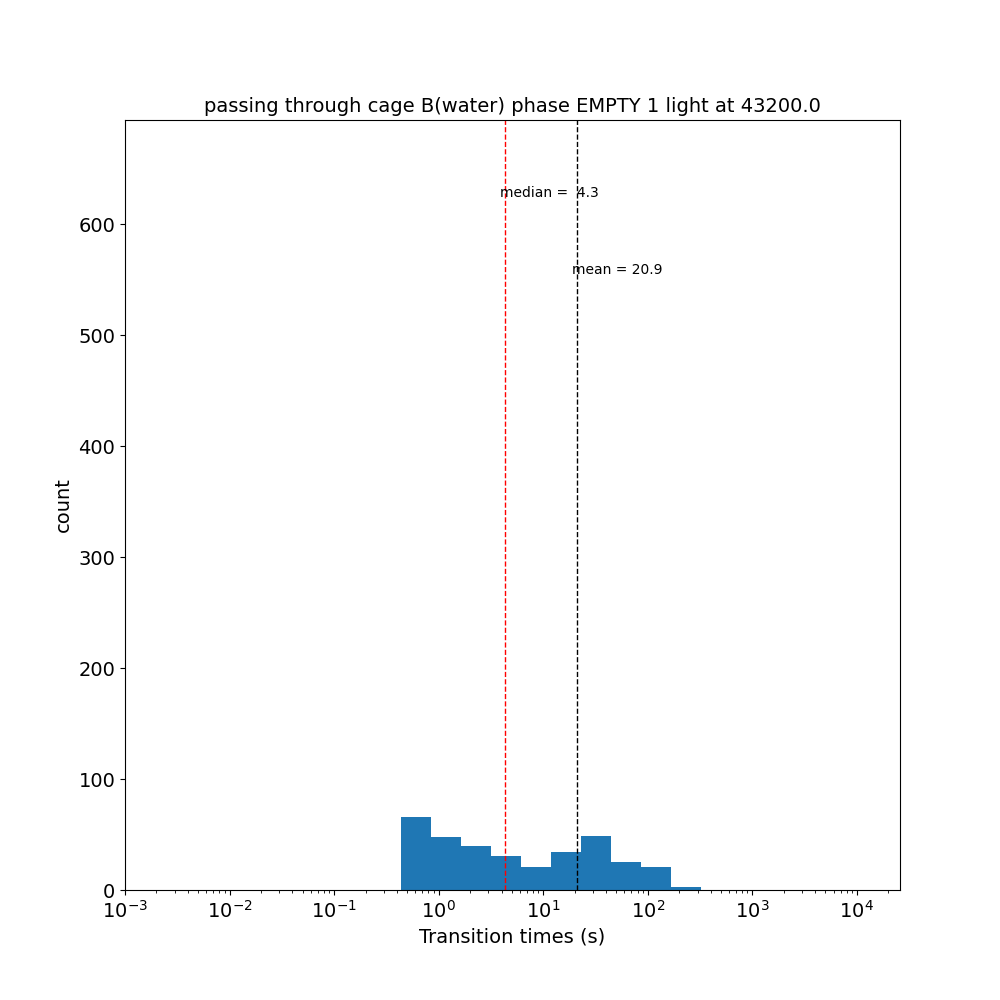 passing through cage B(water) phase EMPTY 1 light at 43200.0
median =  4.3
mean = 20.9
600
500
400
300
200
100
0
count
10⁻³ 10⁻² 10⁻¹ 10⁰ 10¹ 10² 10³ 10⁴
Transition times (s)